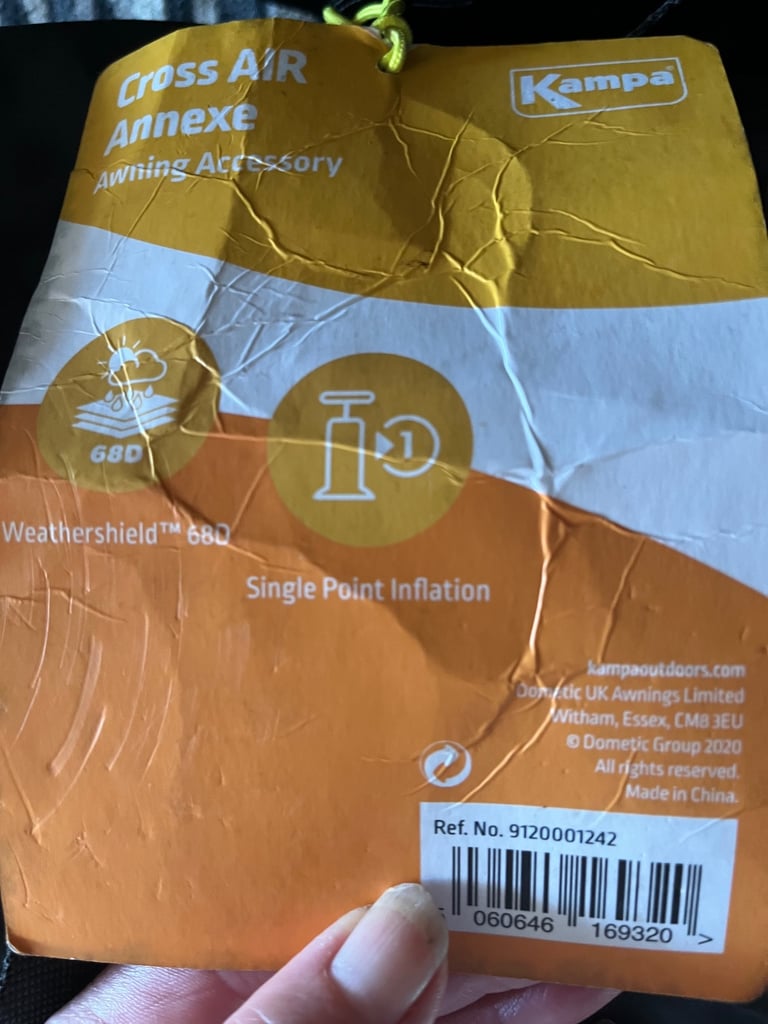 Cross AIR
Annexe
Awning Accessory
Kampa
68D
1
Weathershield™ 68D
Single Point Inflation
kampaoutdoors.com
Dometic UK Awnings Limited
Witham, Essex, CM8 3EU
© Dometic Group 2020
All rights reserved.
Made in China.
Ref. No. 9120001242
060646 169320 >